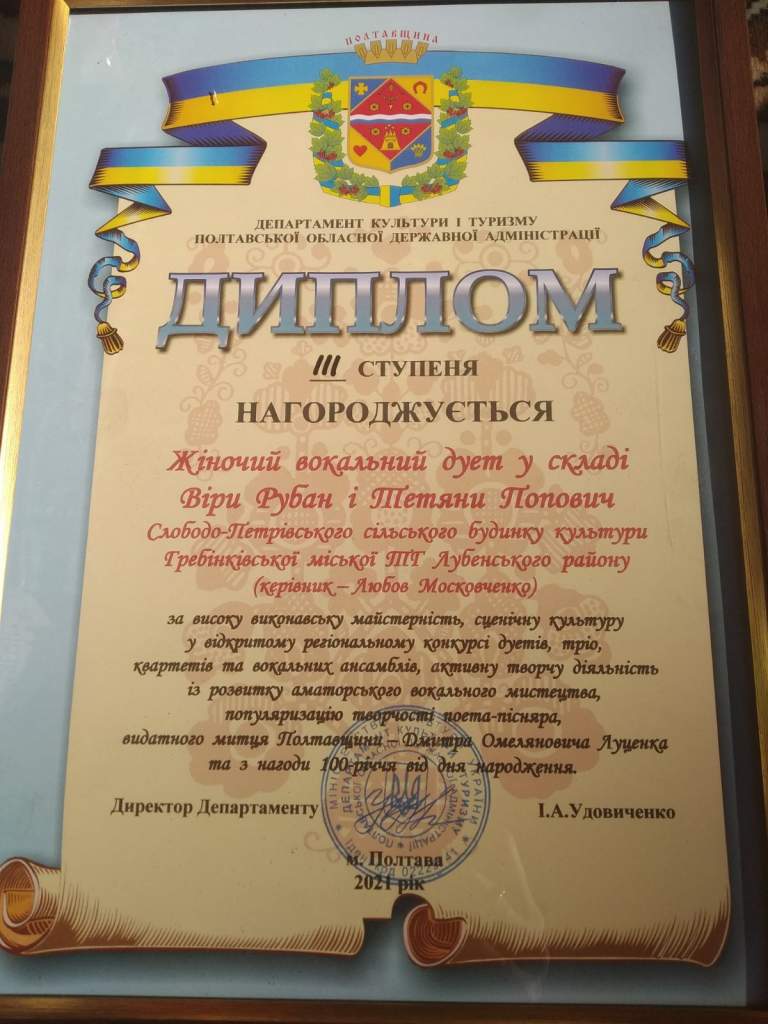 ПОЛТАВЩИНА
ДЕПАРТАМЕНТ КУЛЬТУРИ І ТУРИЗМУ
ПОЛТАВСЬКОЇ ОБЛАСНОЇ ДЕРЖАВНОЇ АДМІНІСТРАЦІЇ
ДИПЛОМ
III СТУПЕНЯ
НАГОРОДЖУЄТЬСЯ
Жіночий вокальний дует у складі
Віри Рубан і Тетяни Попович
Слободо-Петрівського сільського будинку культури
Гребінківської міської ТГ Лубенського району
(керівник – Любов Московченко)
за високу виконавську майстерність, сценічну культуру
у відкритому регіональному конкурсі дуетів, тріо,
квартетів та вокальних ансамблів, активну творчу діяльність
із розвитку аматорського вокального мистецтва,
популяризацію творчості поета-пісняра,
видатного митця Полтавщини – Дмитра Омеляновича Луценка
та з нагоди 100-річчя від дня народження.
Директор Департаменту І.А.Удовиченко
м. Полтава
2021 рік